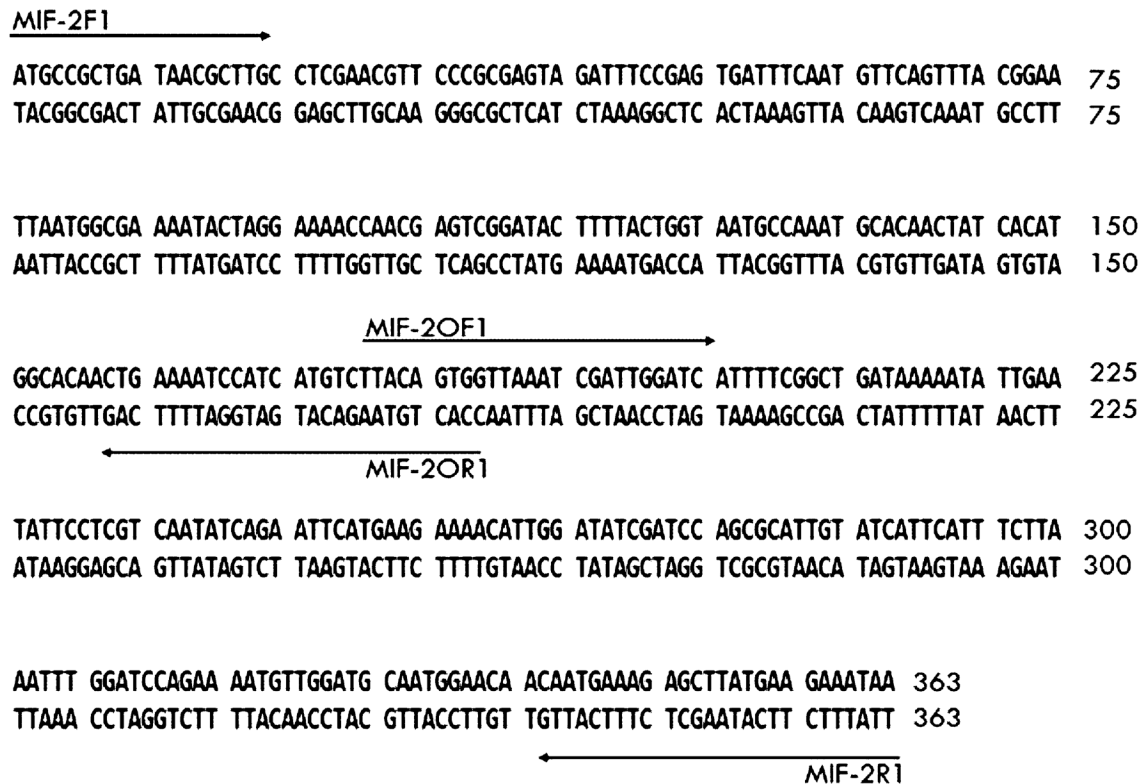 MIF-2F1
ATGCCGCTGA TAACGCTTGC CTCGAACGTT CCCGCGAGTA GATTTCCGAG TGATTTCAAT GTTCAGTTTA CGGAA 75
TACGGCGACT ATTGCGAACG GAGCTTGCAA GGGCGCTCAT CTAAAGGCTC ACTAAAGTTA CAAGTCAAAT GCCTT 75
TTAATGGCGA AAATACTAGG AAAACCAACG AGTCGGATAC TTTTACTGGT AATGCCAAAT GCACAACTAT CACAT 150
AATTACCGCT TTTATGATCC TTTTGGTTGC TCAGCCTATG AAAATGACCA TTACGGTTTA CGTGTTGATA GTGTA 150
MIF-2OF1
GGCACAACTG AAAATCCATC ATGTCTTACA GTGGTTAAAT CGATTGGATC ATTTTCGGCT GATAAAAATA TTGAA 225
CCGTGTTGAC TTTTAGGTAG TACAGAATGT CACCAATTTA GCTAACCTAG TAAAAGCCGA CTATTTTTAT AACTT 225
MIF-2OR1
TATTCCTCGT CAATATCAGA ATTCATGAAG AAAACATTGG ATATCGATCC AGCGCATTGT ATCATTCATT TCTTA 300
ATAAGGAGCA GTTATAGTCT TAAGTACTTC TTTTGTAACC TATAGCTAGG TCGCGTAACA TAGTAAGTAA AGAAT 300
AATTT GGATCCAGAA AATGTTGGATG CAATGGAACA ACAATGAAAG AGCTTATGAA GAAATAA 363
TTAAA CCTAGGTCTT TTACAACCTAC GTTACCTTGT TGTTACTTTC TCGAATACTT CTTTATT 363
MIF-2R1